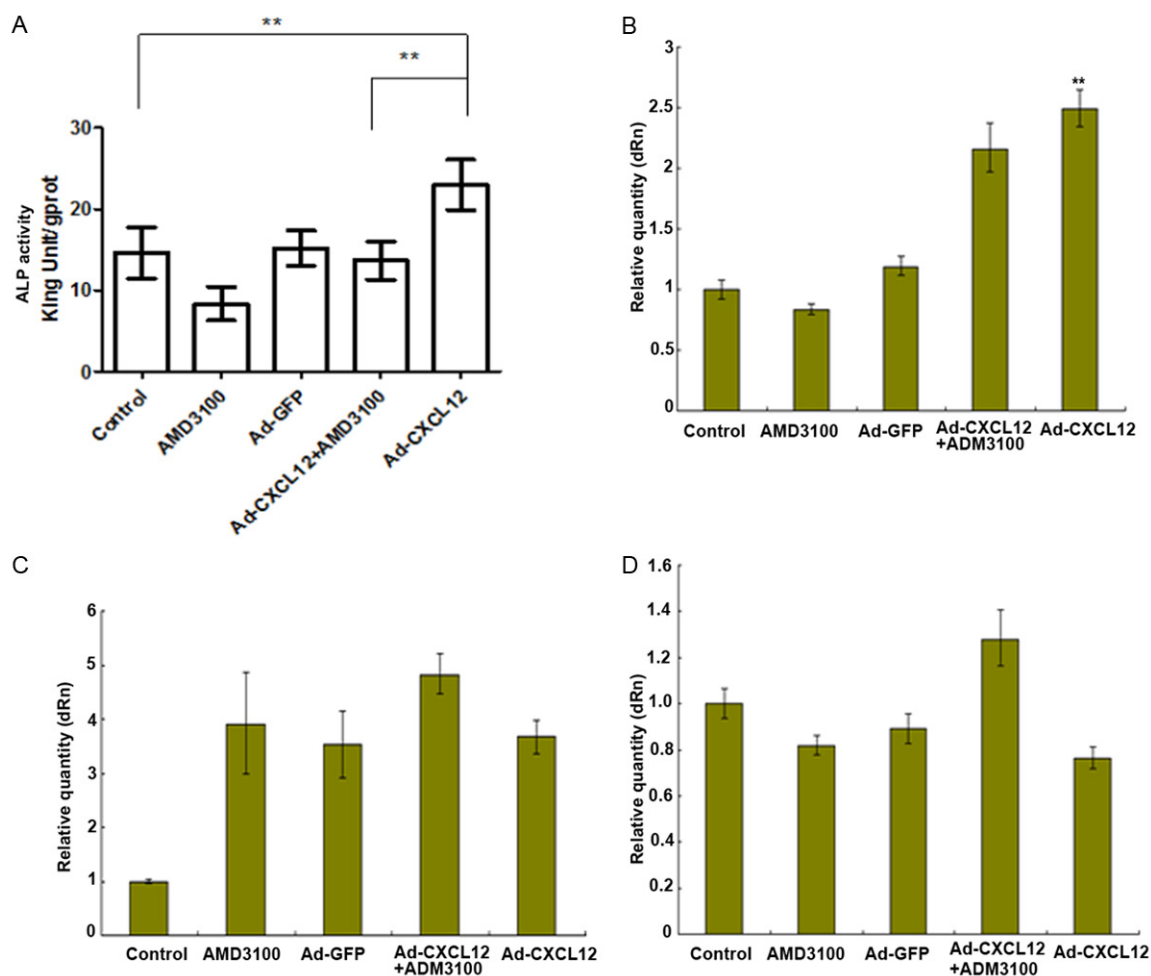 A
**
**
ALP activity
KIng UnIt/gprot
30
20
10
0
Control
AMD3100
Ad-GFP
Ad-CXCL12+AMD3100
Ad-CXCL12
B
Relative quantity (dRn)
3
2.5
2
1.5
1
0.5
0
**
Control
AMD3100
Ad-GFP
Ad-CXCL12
+ADM3100
Ad-CXCL12
C
Relative quantity (dRn)
6
5
4
3
2
1
0
Control
AMD3100
Ad-GFP
Ad-CXCL12
+ADM3100
Ad-CXCL12
D
Relative quantity (dRn)
1.6
1.4
1.2
1.0
0.8
0.6
0.4
0.2
0
Control
AMD3100
Ad-GFP
Ad-CXCL12
+ADM3100
Ad-CXCL12